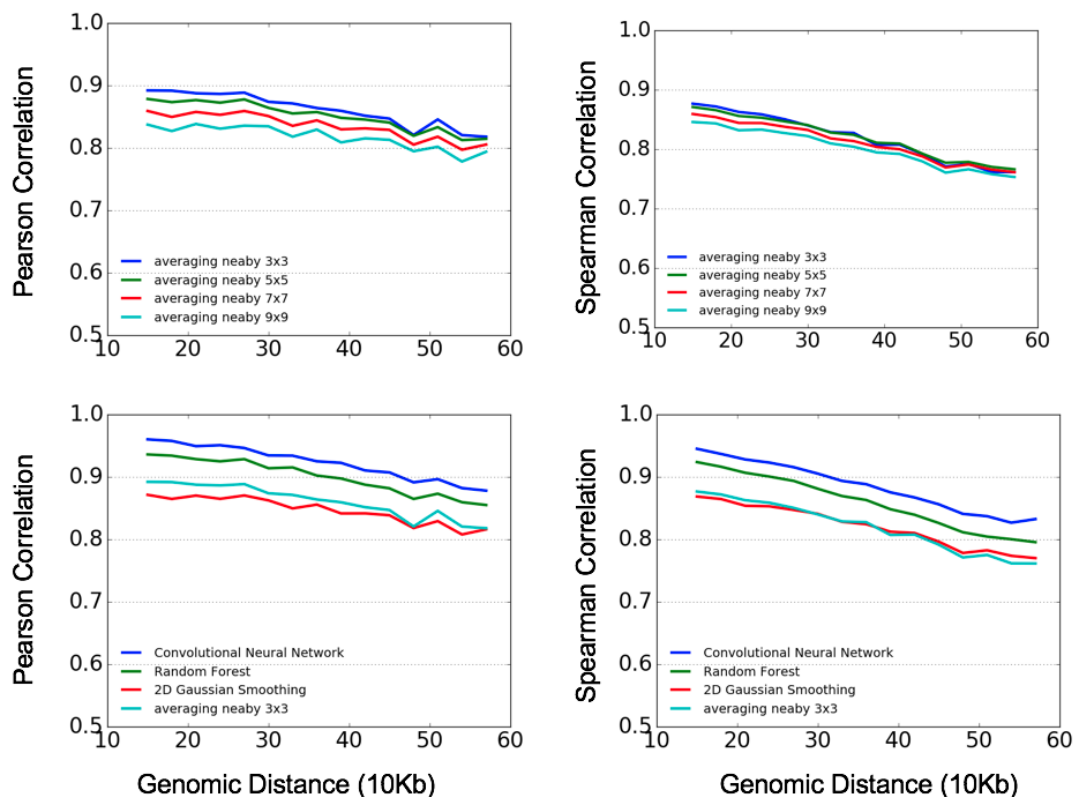 Pearson Correlation
1.0
0.9
0.8
0.7
0.6
0.5
averaging neaby 3x3
averaging neaby 5x5
averaging neaby 7x7
averaging neaby 9x9
10 20 30 40 50 60
Spearman Correlation
1.0
0.9
0.8
0.7
0.6
0.5
averaging neaby 3x3
averaging neaby 5x5
averaging neaby 7x7
averaging neaby 9x9
10 20 30 40 50 60
Pearson Correlation
1.0
0.9
0.8
0.7
0.6
0.5
Convolutional Neural Network
Random Forest
2D Gaussian Smoothing
averaging neaby 3x3
10 20 30 40 50 60
Genomic Distance (10Kb)
Spearman Correlation
1.0
0.9
0.8
0.7
0.6
0.5
Convolutional Neural Network
Random Forest
2D Gaussian Smoothing
averaging neaby 3x3
10 20 30 40 50 60
Genomic Distance (10Kb)